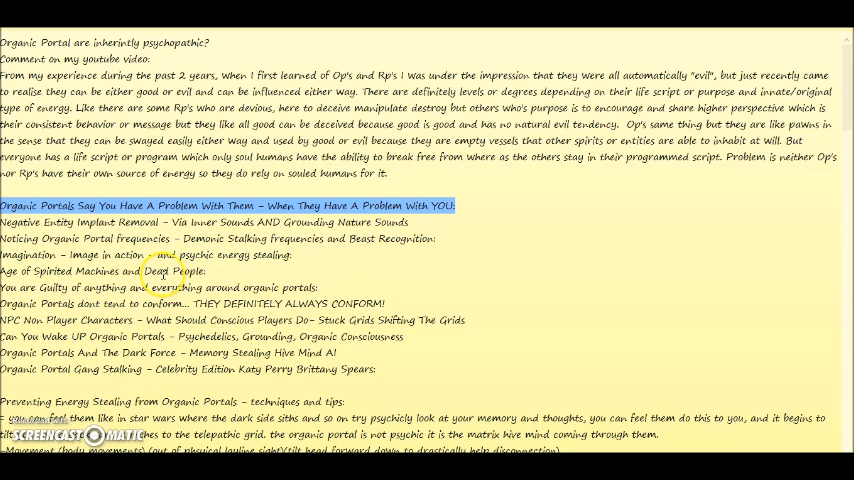 Organic Portal are inherintly psychopathic?
Comment on my youtube video:
From my experience during the past 2 years, when I first learned of Op's and Rp's I was under the impression that they were all automatically "evil", but just recently came
to realise they can be either good or evil and can be influenced either way. There are definitely levels or degrees depending on their life script or purpose and innate/original
type of energy. Like there are some Rp's who are devious, here to deceive manipulate destroy but others who's purpose is to encourage and share higher perspective which is
their consistent behavior or message but they like all good can be deceived because good is good and has no natural evil tendency. Op's same thing but they are like pawns in
the sense that they can be swayed easily either way and used by good or evil because they are empty vessels that other spirits or entities are able to inhabit at will. But
everyone has a life script or program which only soul humans have the ability to break free from where as the others stay in their programmed script. Problem is neither Op's
nor Rp's have their own source of energy so they do rely on souled humans for it.
Organic Portals Say You Have A Problem With Them - When They Have A Problem With YOU:
Negative Entity Implant Removal - Via Inner Sounds AND Grounding Nature Sounds
Noticing Organic Portal frequencies - Demonic Stalking frequencies and Beast Recognition:
Imagination - Image in action - and psychic energy stealing:
Age of Spirited Machines and Dead People:
You are Guilty of anything and everything around organic portals:
Organic Portals dont tend to conform... THEY DEFINITELY ALWAYS CONFORM!
NPC Non Player Characters - What Should Conscious Players Do- Stuck Grids Shifting The Grids
Can You Wake UP Organic Portals - Psychedelics, Grounding, Organic Consciousness
Organic Portals And The Dark Force - Memory Stealing Hive Mind AI
Organic Portal Gang Stalking - Celebrity Edition Katy Perry Brittany Spears:
Preventing Energy Stealing from Organic Portals - techniques and tips:
= you can feel them like in star wars where the dark side siths and so on try psychicly look at your memory and thoughts, you can feel them do this to you, and it begins to
tilt ches to the telepathic grid. the organic portal is not psychic it is the matrix hive mind coming through them.
SCREENCAST-O-MATIC
-Movement (body movements) (out of physical layline sight)(tilt head forward down to drastically help disconnection)